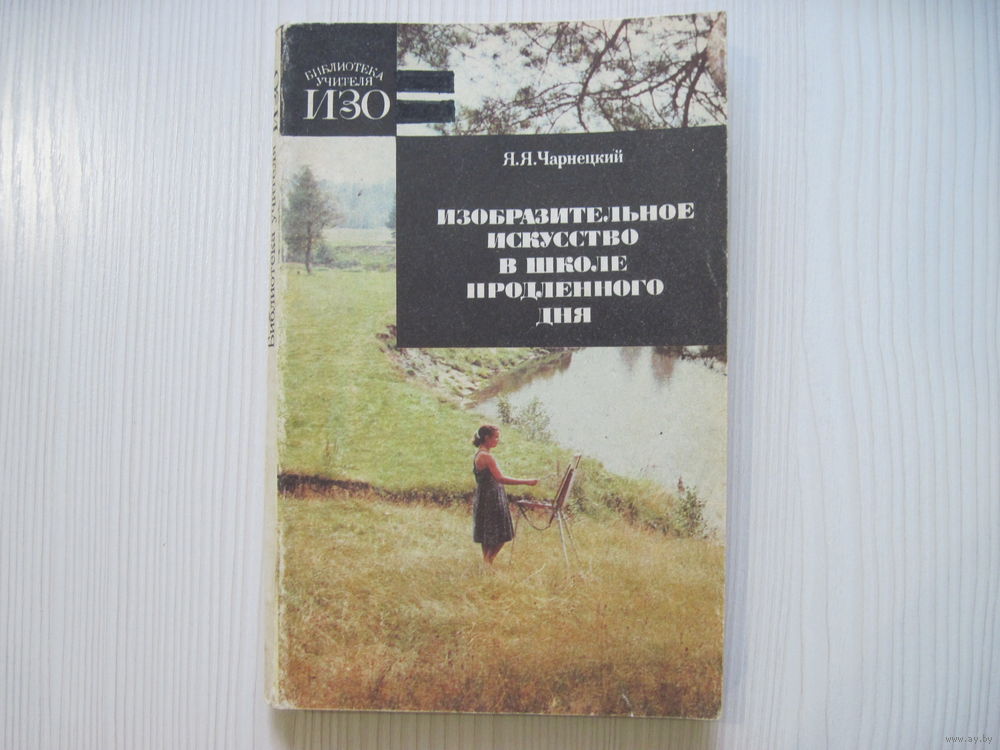 БИБЛИОТЕКА
УЧИТЕЛЯ
ИЗО
Я.Я.Чарнецкий
ИЗОБРАЗИТЕЛЬНОЕ
ИСКУССТВО
В ШКОЛЕ
ПРОДЛЕННОГО
ДНЯ
Библиотека учителя ИЗО
www.ay.by